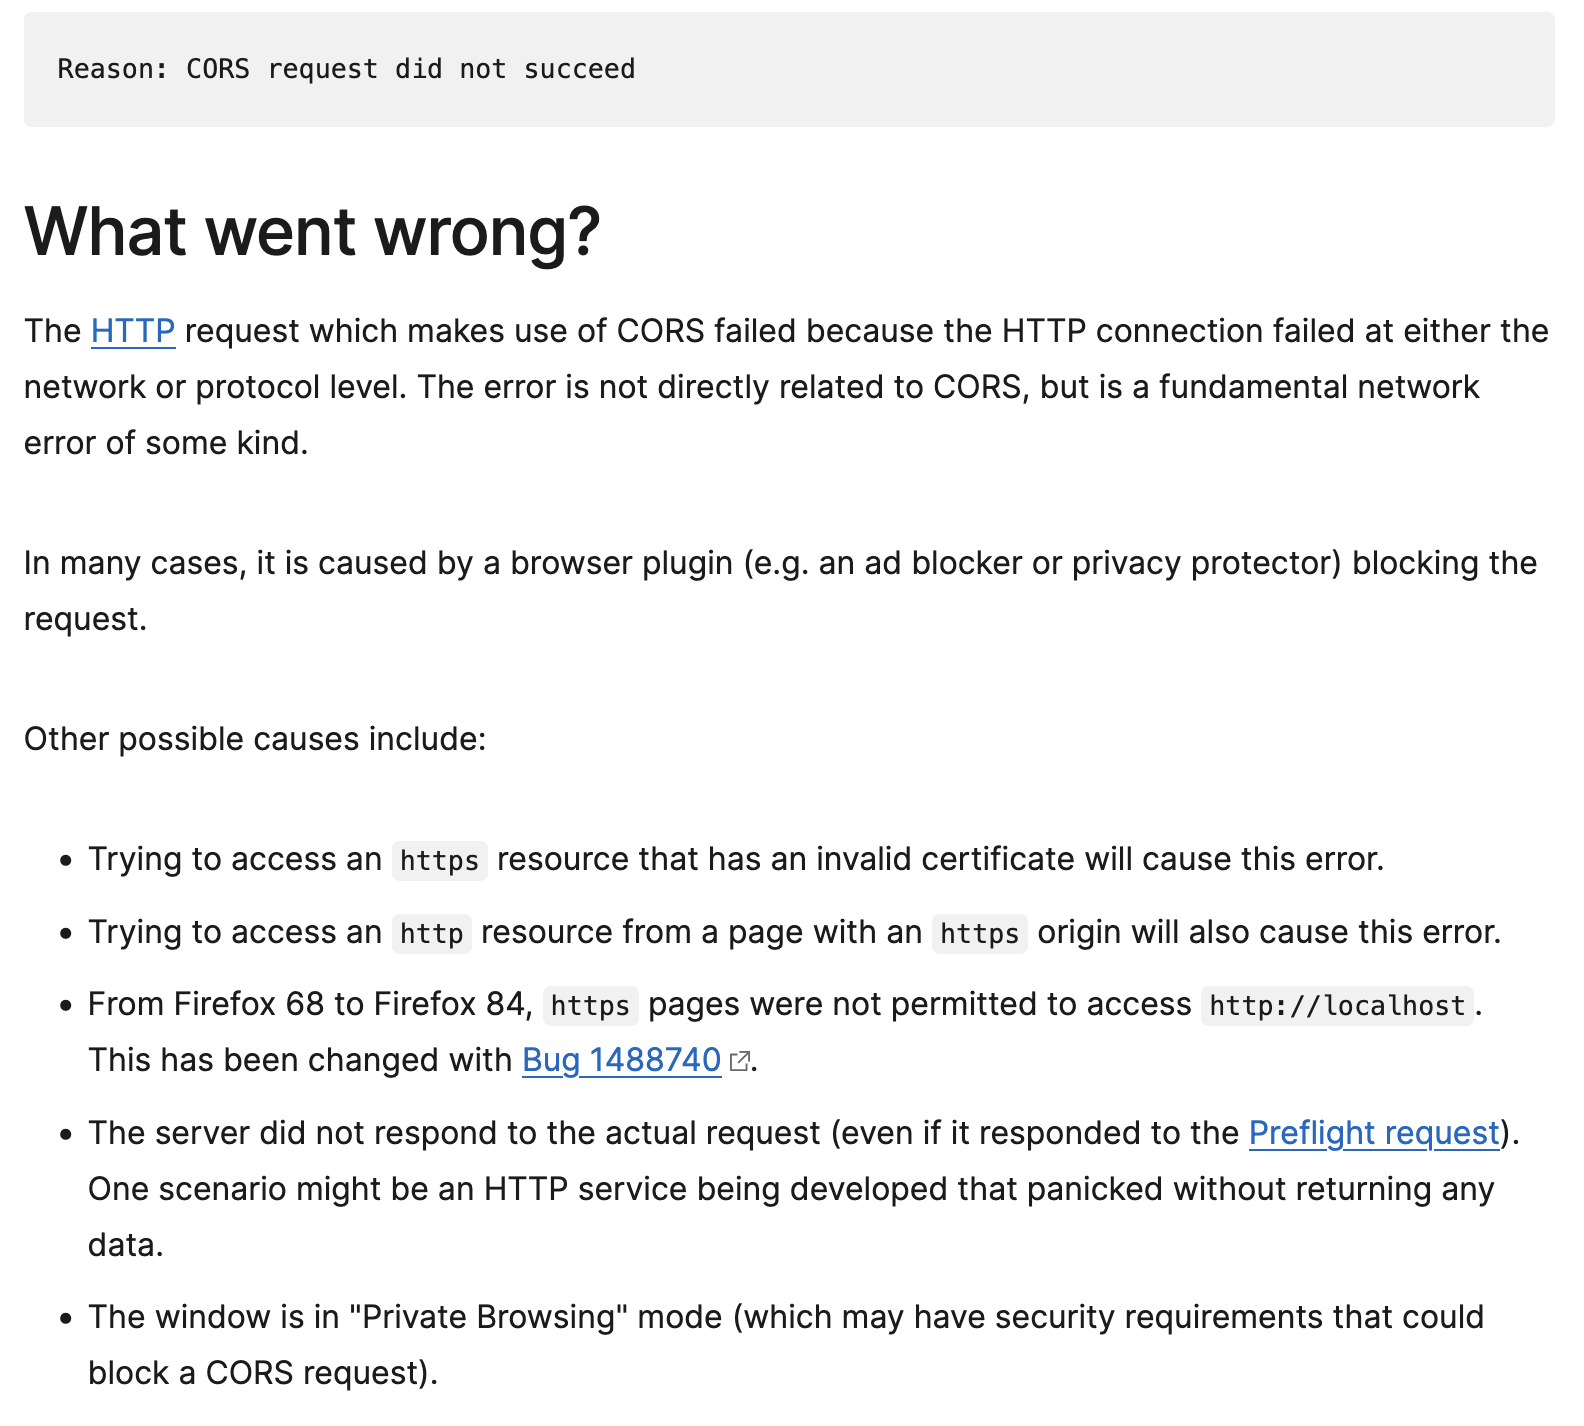 Reason: CORS request did not succeed
What went wrong?
The HTTP request which makes use of CORS failed because the HTTP connection failed at either the
network or protocol level. The error is not directly related to CORS, but is a fundamental network
error of some kind.
In many cases, it is caused by a browser plugin (e.g. an ad blocker or privacy protector) blocking the
request.
Other possible causes include:
• Trying to access an https resource that has an invalid certificate will cause this error.
• Trying to access an http resource from a page with an https origin will also cause this error.
• From Firefox 68 to Firefox 84, https pages were not permitted to access http://localhost.
This has been changed with Bug 1488740.
• The server did not respond to the actual request (even if it responded to the Preflight request).
One scenario might be an HTTP service being developed that panicked without returning any
data.
• The window is in "Private Browsing" mode (which may have security requirements that could
block a CORS request).